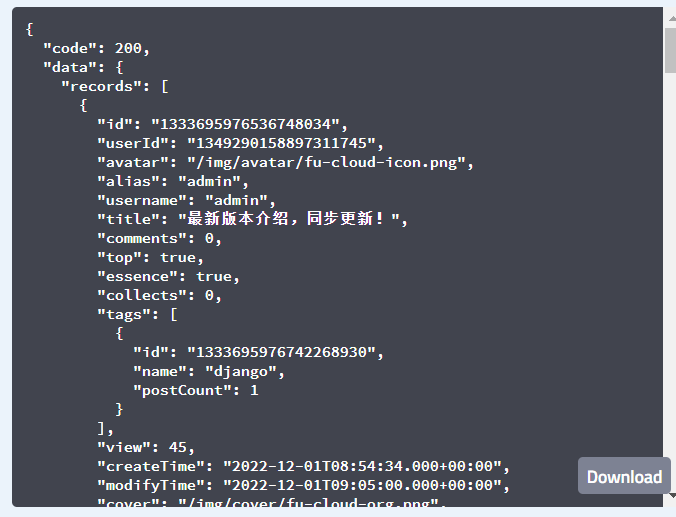 {
"code": 200,
"data": {
"records": [
{
"id": "1333695976536748034",
"userId": "1349290158897311745",
"avatar": "/img/avatar/fu-cloud-icon.png",
"alias": "admin",
"username": "admin",
"title": "最新版本介绍，同步更新！",
"comments": 0,
"top": true,
"essence": true,
"collects": 0,
"tags": [
{
"id": "1333695976742268930",
"name": "django",
"postCount": 1
}
],
"view": 45,
"createTime": "2022-12-01T08:54:34.000+00:00",
"modifyTime": "2022-12-01T09:05:00.000+00:00",
"cover": "/img/cover/fu-cloud-org.png",
Download